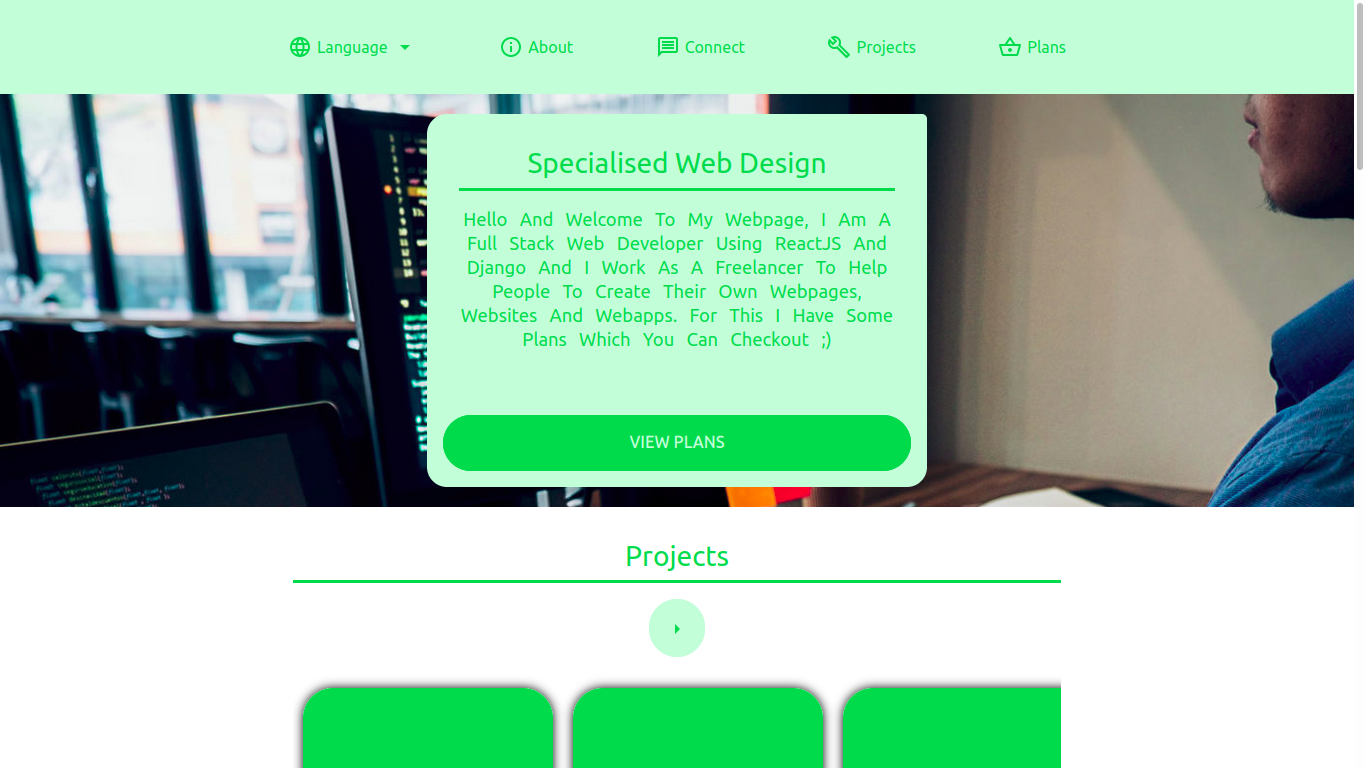 Language
About
Connect
Projects
Plans
Specialised Web Design
Hello And Welcome To My Webpage, I Am A
Full Stack Web Developer Using ReactJS And
Django And I Work As A Freelancer To Help
People To Create Their Own Webpages,
Websites And Webapps. For This I Have Some
Plans Which You Can Checkout ;)
VIEW PLANS
Projects